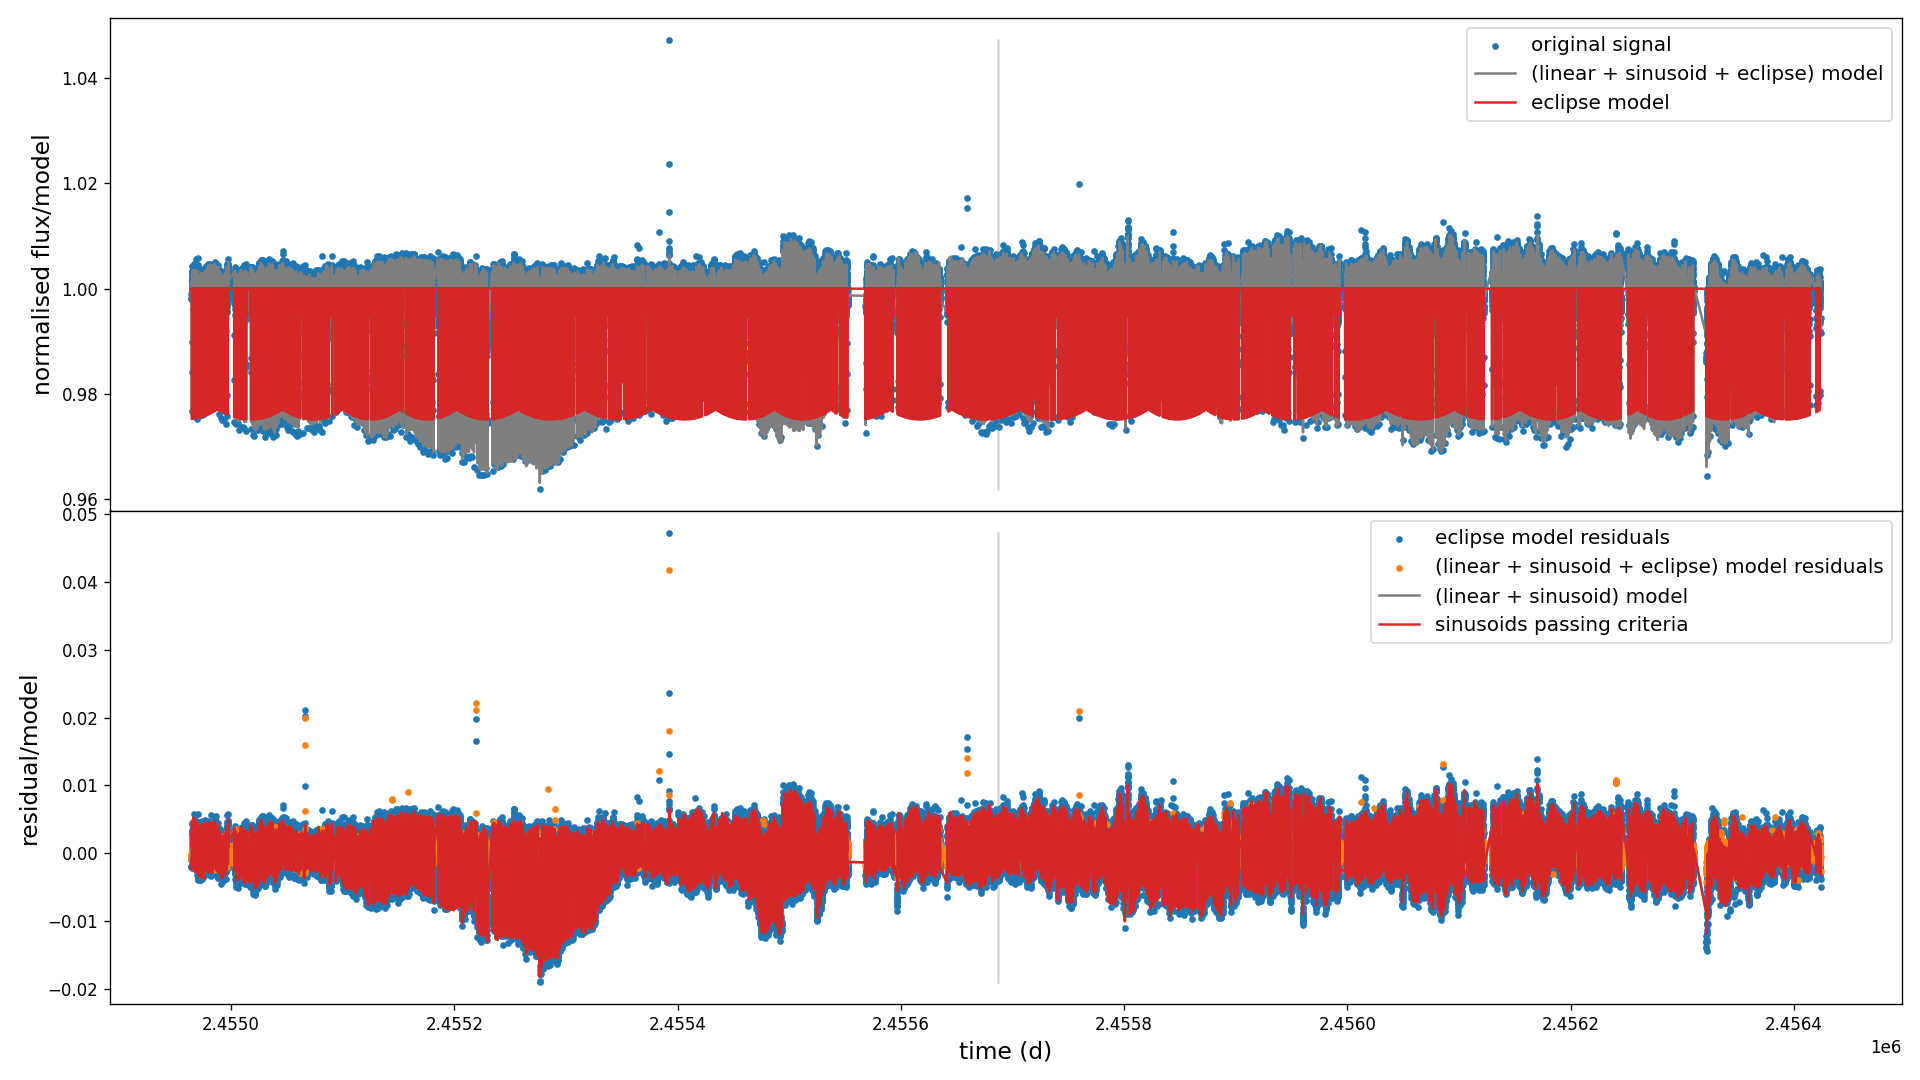 original signal
(linear + sinusoid + eclipse) model
eclipse model
normalised flux/model
1.04
1.02
1.00
0.98
0.96
eclipse model residuals
(linear + sinusoid + eclipse) model residuals
(linear + sinusoid) model
sinusoids passing criteria
residual/model
0.05
0.04
0.03
0.02
0.01
0.00
−0.01
−0.02
2.4550 2.4552 2.4554 2.4556 2.4558 2.4560 2.4562 2.4564
time (d)
1e6